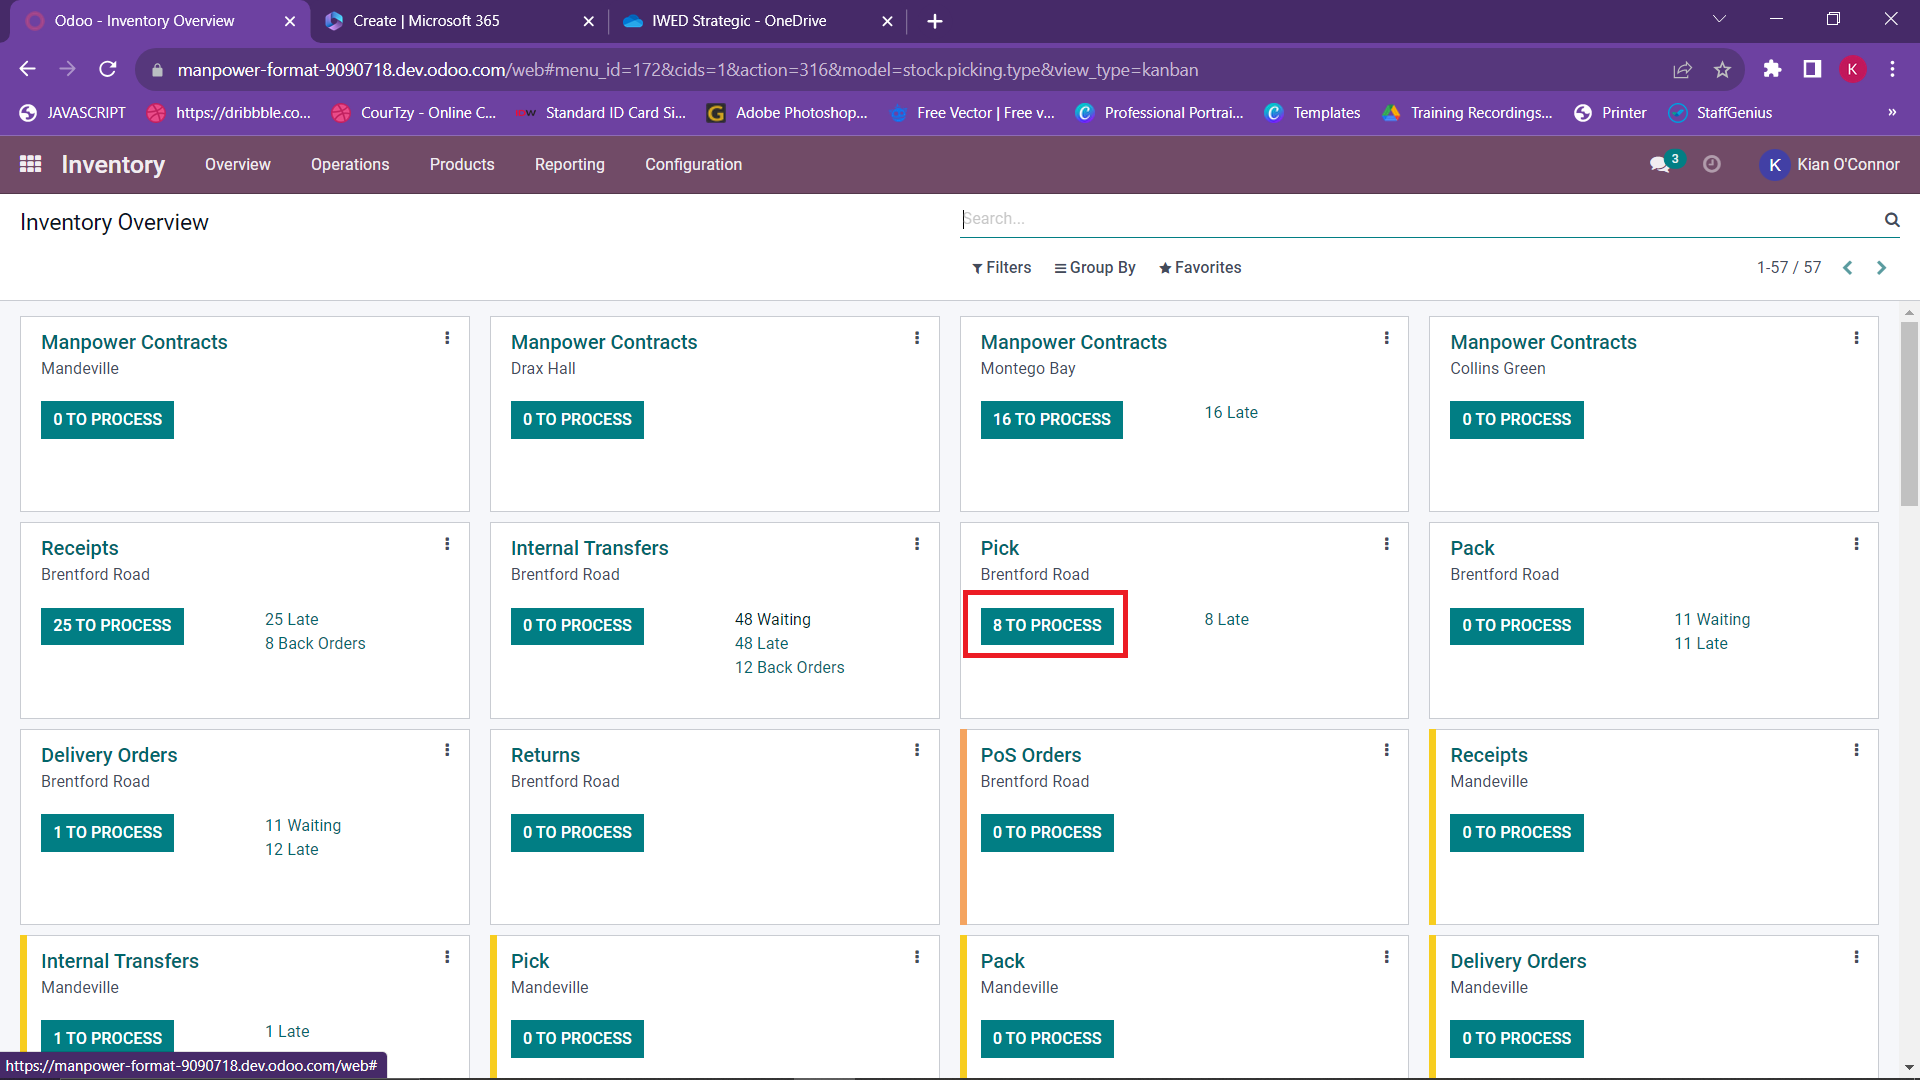 Odoo - Inventory Overview
Create | Microsoft 365
IWED Strategic - OneDrive
manpower-format-9090718.dev.odoo.com/web#menu_id=172&cids=1&action=316&model=stock.picking.type&view_type=kanban
K
JAVASCRIPT
https://dribbble.co...
CourTzy - Online C...
Standard ID Card Si...
G
Adobe Photoshop...
Free Vector | Free v...
C
Professional Portrai...
C
Templates
Training Recordings...
Printer
StaffGenius
»
Inventory
Overview
Operations
Products
Reporting
Configuration
3
K
Kian O'Connor
Inventory Overview
Search...
Filters
Group By
Favorites
1-57 / 57
Manpower Contracts
Mandeville
0 TO PROCESS
Manpower Contracts
Drax Hall
0 TO PROCESS
Manpower Contracts
Montego Bay
16 TO PROCESS
16 Late
Manpower Contracts
Collins Green
0 TO PROCESS
Receipts
Brentford Road
25 TO PROCESS
25 Late
8 Back Orders
Internal Transfers
Brentford Road
0 TO PROCESS
48 Waiting
48 Late
12 Back Orders
Pick
Brentford Road
8 TO PROCESS
8 Late
Pack
Brentford Road
0 TO PROCESS
11 Waiting
11 Late
Delivery Orders
Brentford Road
1 TO PROCESS
11 Waiting
12 Late
Returns
Brentford Road
0 TO PROCESS
PoS Orders
Brentford Road
0 TO PROCESS
Receipts
Mandeville
0 TO PROCESS
Internal Transfers
Mandeville
1 TO PROCESS
1 Late
Pick
Mandeville
0 TO PROCESS
Pack
Mandeville
0 TO PROCESS
Delivery Orders
Mandeville
0 TO PROCESS
https://manpower-format-9090718.dev.odoo.com/web#